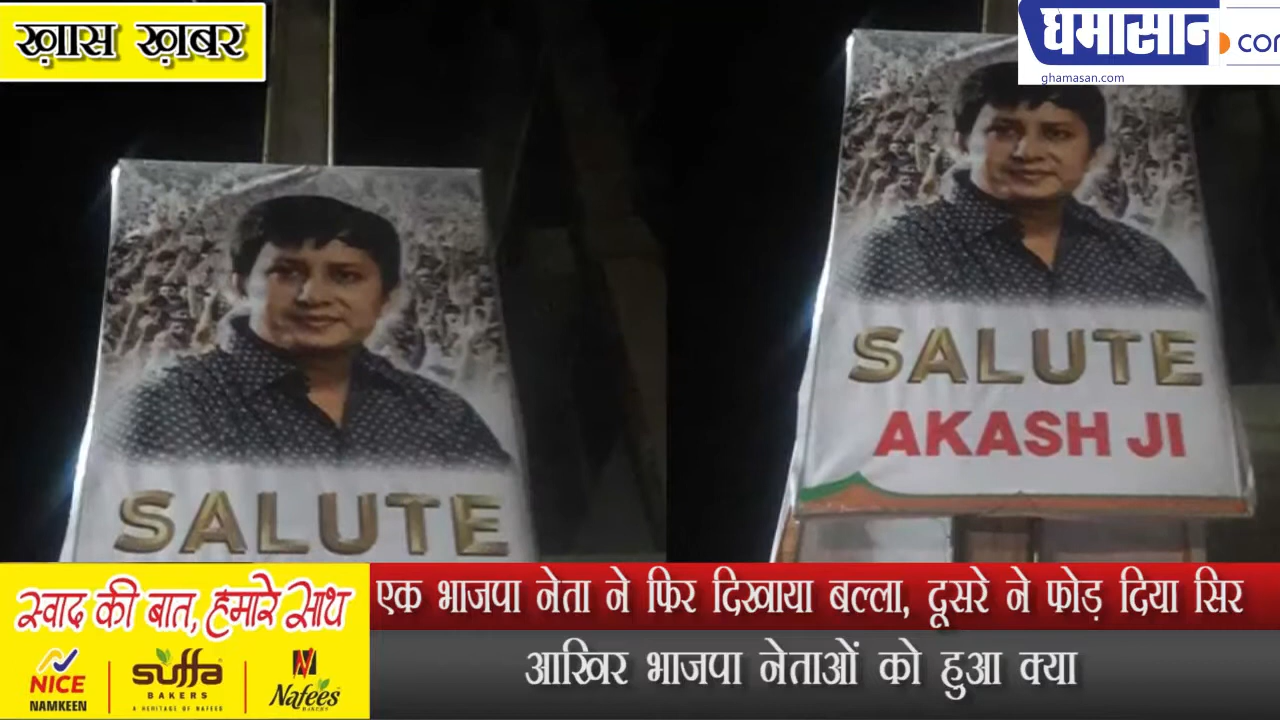 ख़ास ख़बर
घमासान
.com
ghamasan.com
SALUTE
SALUTE
AKASH JI
स्वाद की बात, हमारे साथ
NICE
NAMKEEN
suffa
BAKERS
A HERITAGE OF NAFEES
N
Nafees
BAKERY
एक भाजपा नेता ने फिर दिखाया बल्ला, दूसरे ने फोड़ दिया सिर
आखिर भाजपा नेताओं को हुआ क्या